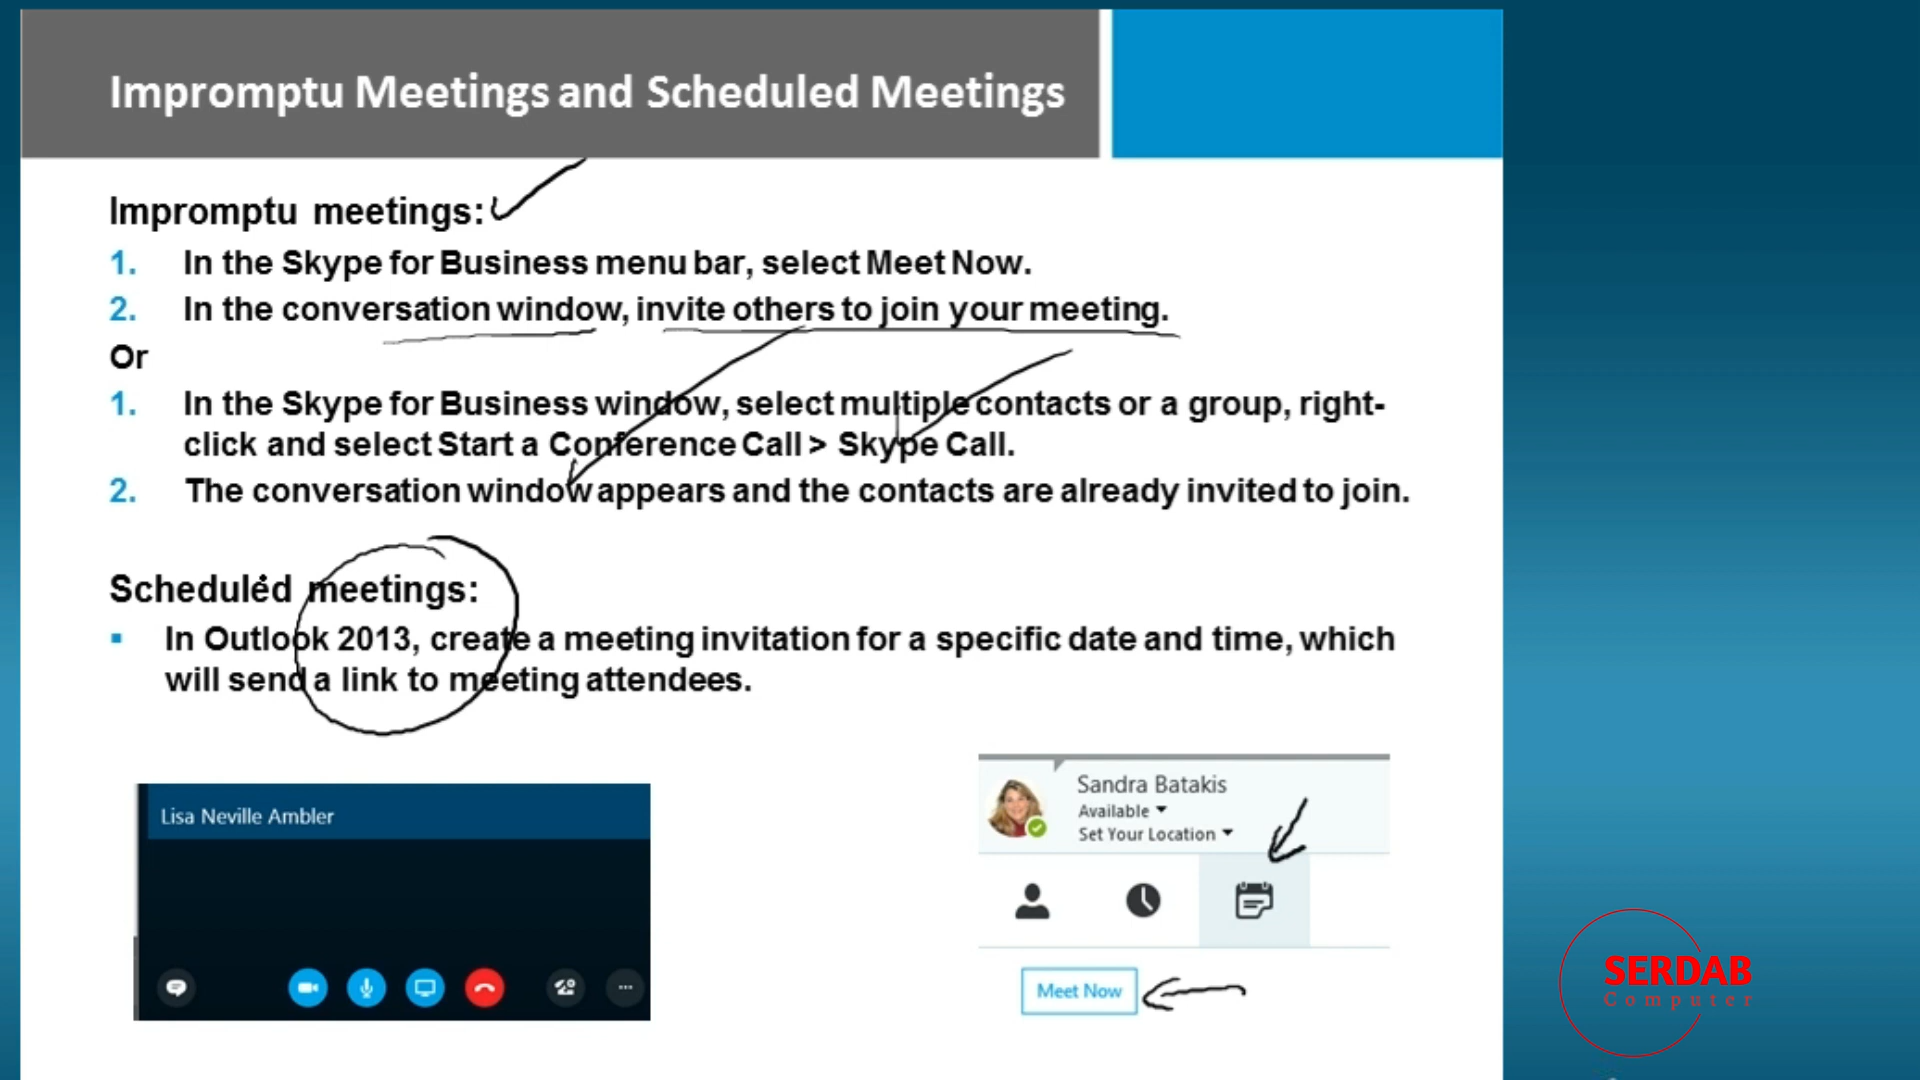 Impromptu Meetings and Scheduled Meetings
Impromptu meetings:
1. In the Skype for Business menu bar, select Meet Now.
2. In the conversation window, invite others to join your meeting.
Or
1. In the Skype for Business window, select multiple contacts or a group, right-
click and select Start a Conference Call > Skype Call.
2. The conversation window appears and the contacts are already invited to join.
Scheduled meetings:
▪ In Outlook 2013, create a meeting invitation for a specific date and time, which
will send a link to meeting attendees.
Lisa Neville Ambler
Sandra Batakis
Available
Set Your Location
Meet Now
SERDAB
Computer